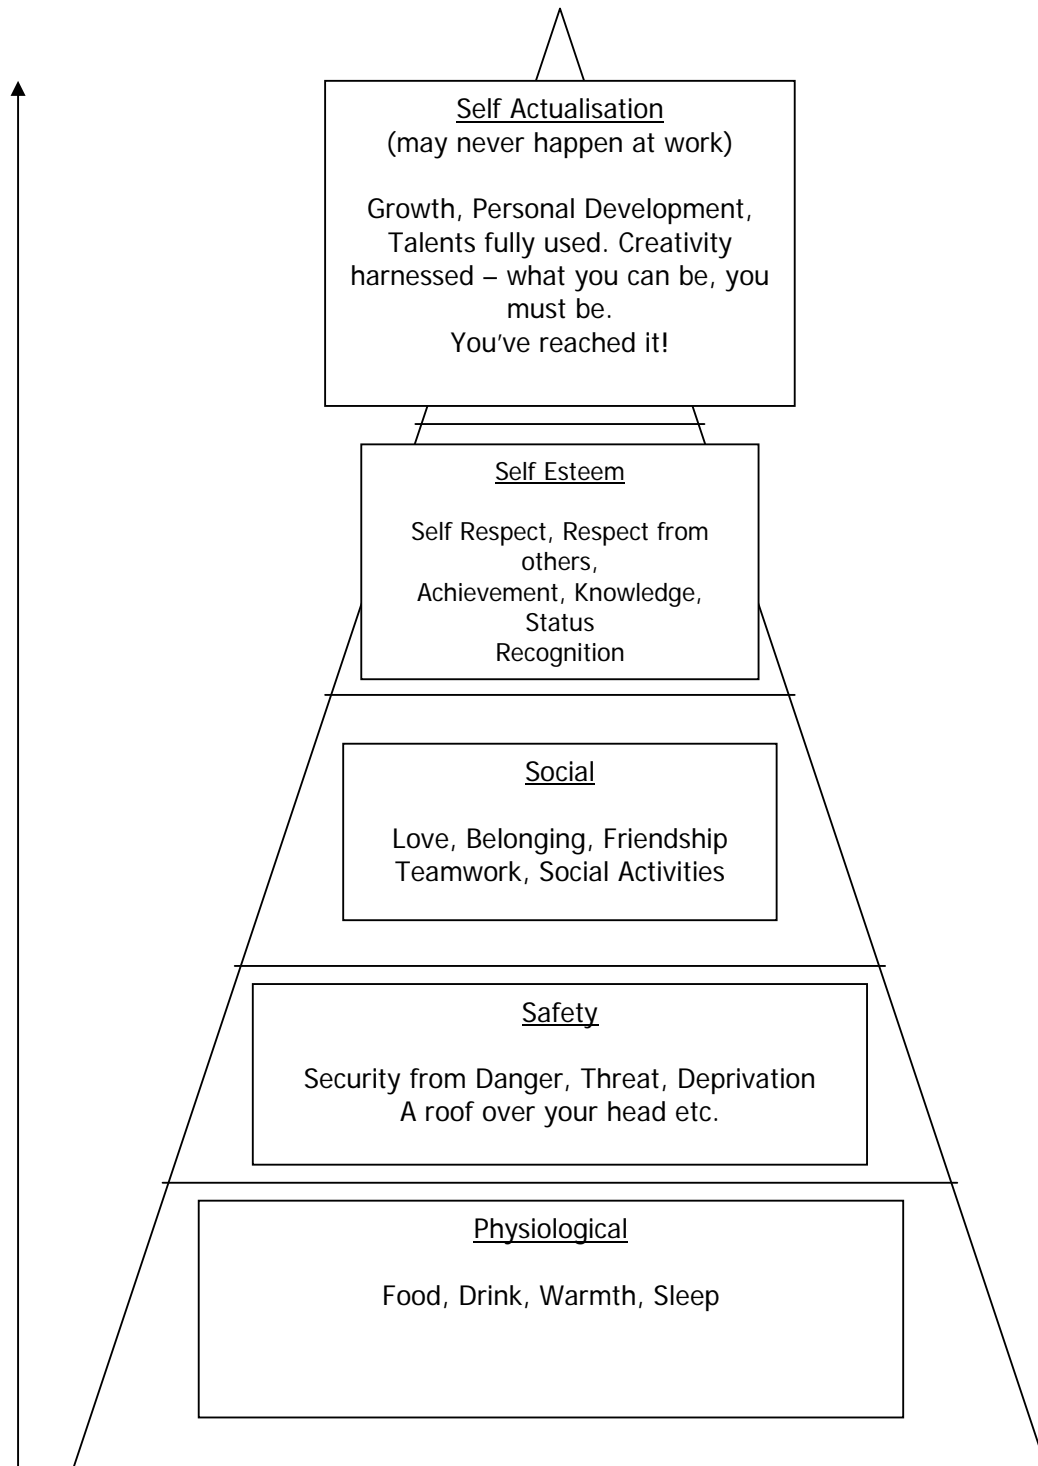 Self Actualisation
(may never happen at work)
Growth, Personal Development,
Talents fully used. Creativity
harnessed – what you can be, you
must be.
You've reached it!
Self Esteem
Self Respect, Respect from
others,
Achievement, Knowledge,
Status
Recognition
Social
Love, Belonging, Friendship
Teamwork, Social Activities
Safety
Security from Danger, Threat, Deprivation
A roof over your head etc.
Physiological
Food, Drink, Warmth, Sleep